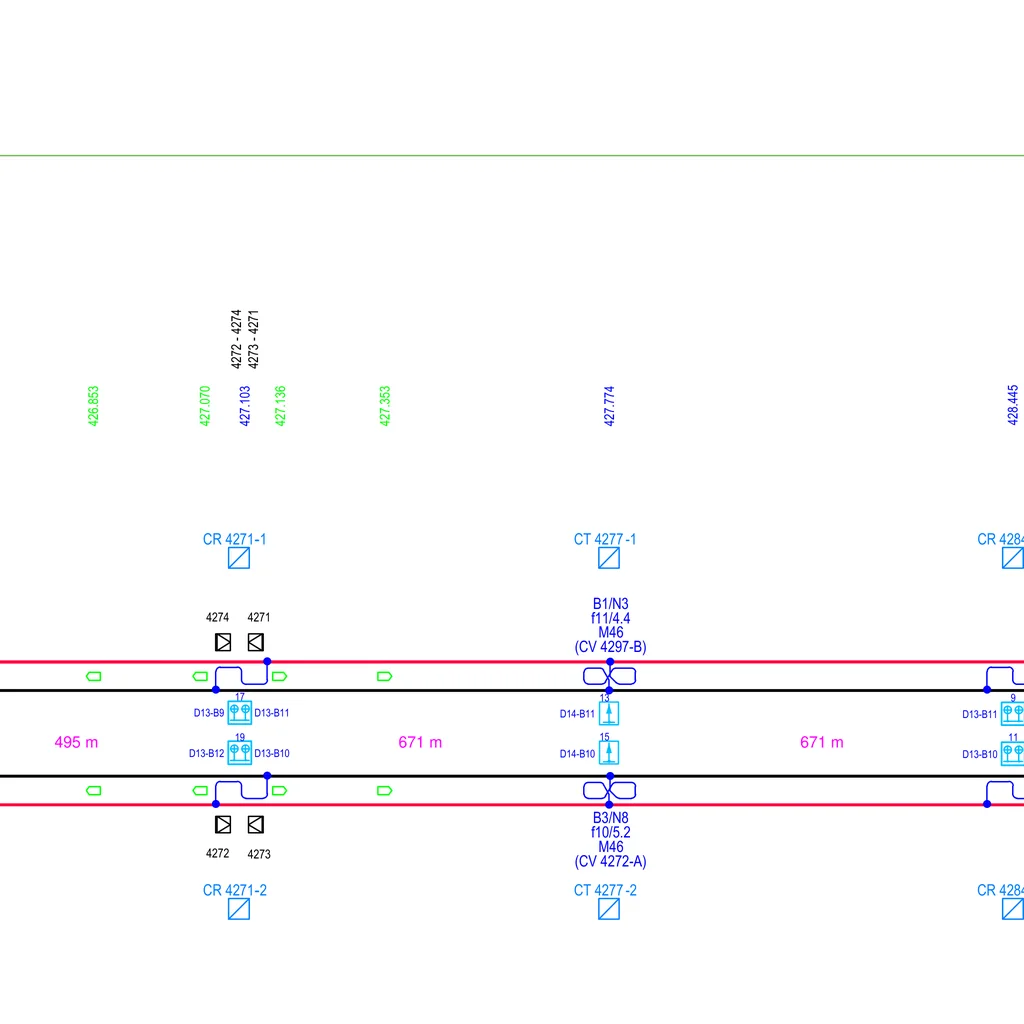 4272 - 4274
4273 - 4271
426.853
427.070
427.103
427.136
427.353
427.774
428.445
CR 4271-1
CT 4277-1
CR 4284
4274
4271
B1/N3
f11/4.4
M46
(CV 4297-B)
17
D13-B9
D13-B11
13
D14-B11
9
D13-B11
495 m
671 m
671 m
19
D13-B12
D13-B10
15
D14-B10
11
D13-B10
4272
4273
B3/N8
f10/5.2
M46
(CV 4272-A)
CR 4271-2
CT 4277-2
CR 4284